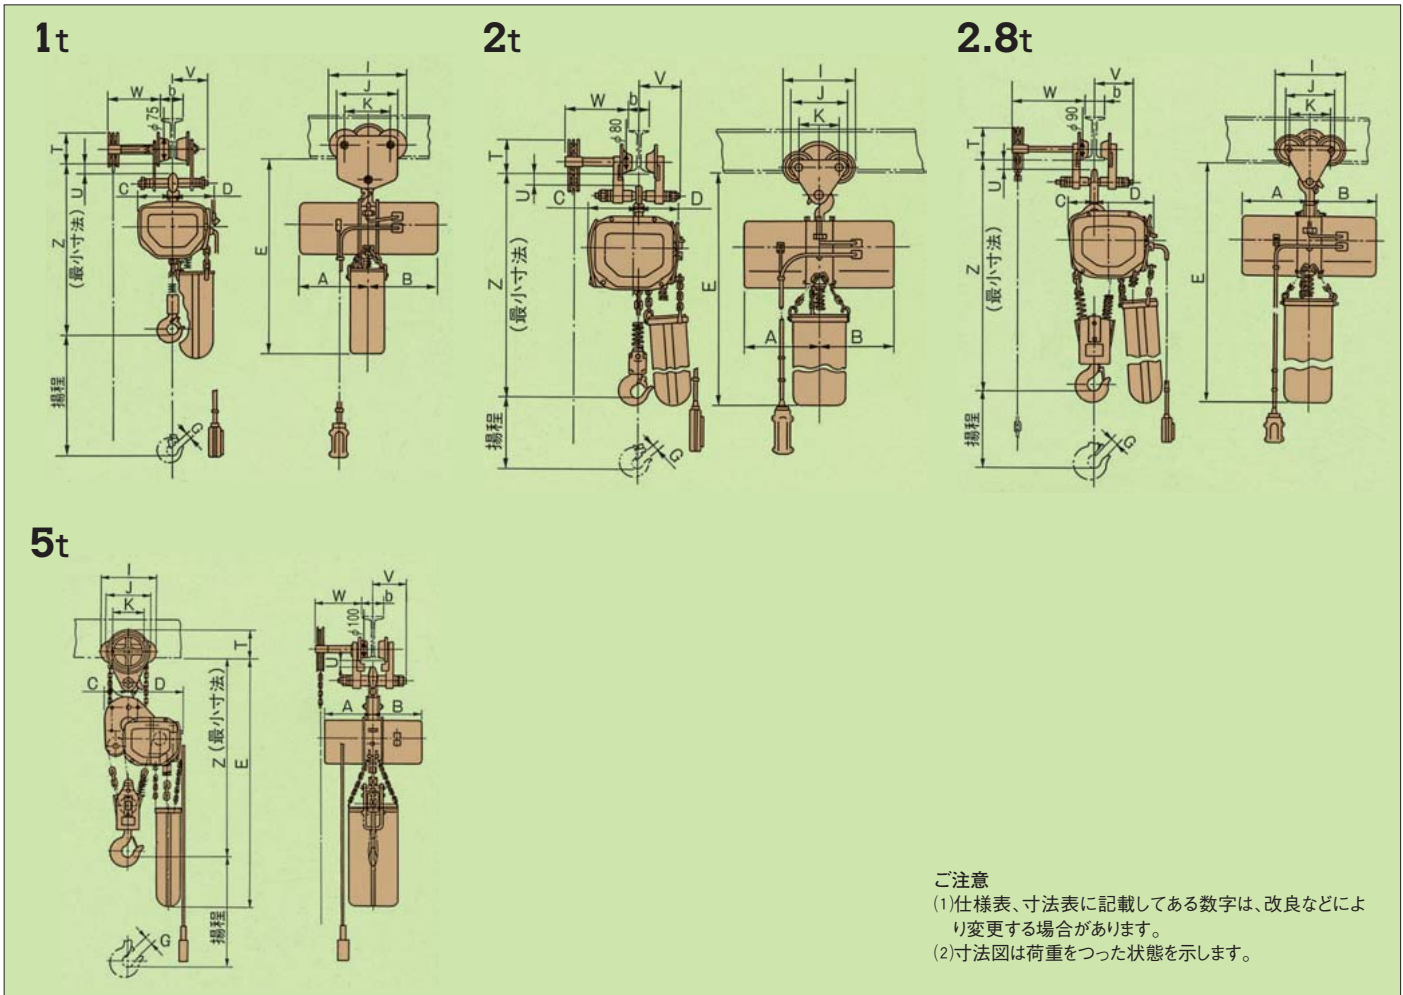 1t
V
W
b
φ75
T
U
C
D
Z
(最小寸法)
揚程
G
I
J
K
E
A
B
2t
V
W
b
φ80
T
U
C
D
Z
(最小寸法)
揚程
G
I
J
K
E
A
B
2.8t
V
W
b
φ90
T
U
C
D
Z
(最小寸法)
揚程
G
I
J
K
A
B
E
5t
I
J
K
T
C
D
Z(最小寸法)
E
揚程
G
V
W
b
φ100
U
A
B
ご注意
⑴仕様表、寸法表に記載してある数字は、改良などによ
り変更する場合があります。
⑵寸法図は荷重をつった状態を示します。